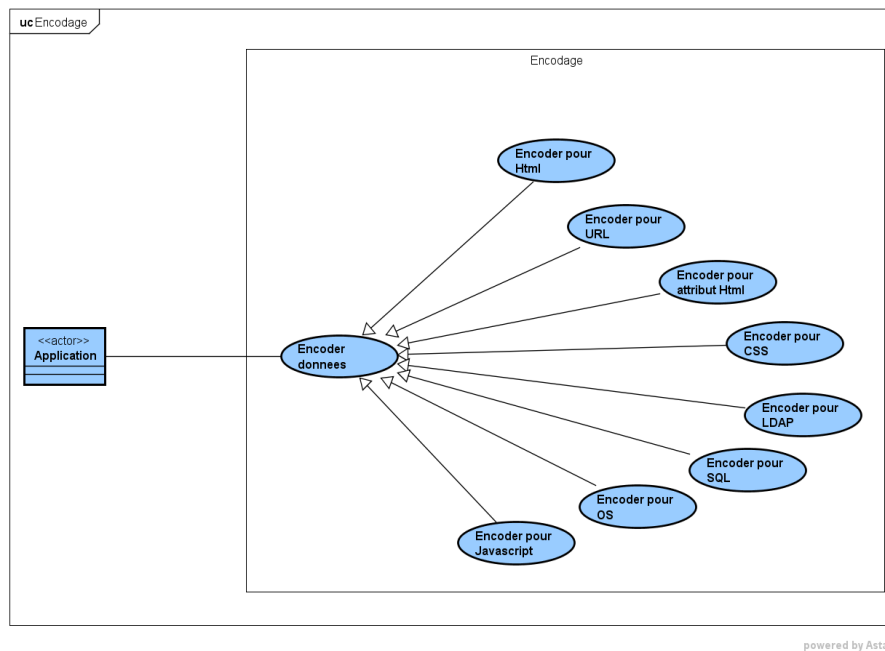 uc Encodage
Encodage
Encoder pour
Html
Encoder pour
URL
Encoder pour
attribut Html
<<actor>>
Application
Encoder
donnees
Encoder pour
CSS
Encoder pour
LDAP
Encoder pour
SQL
Encoder pour
OS
Encoder pour
Javascript
powered by Asta